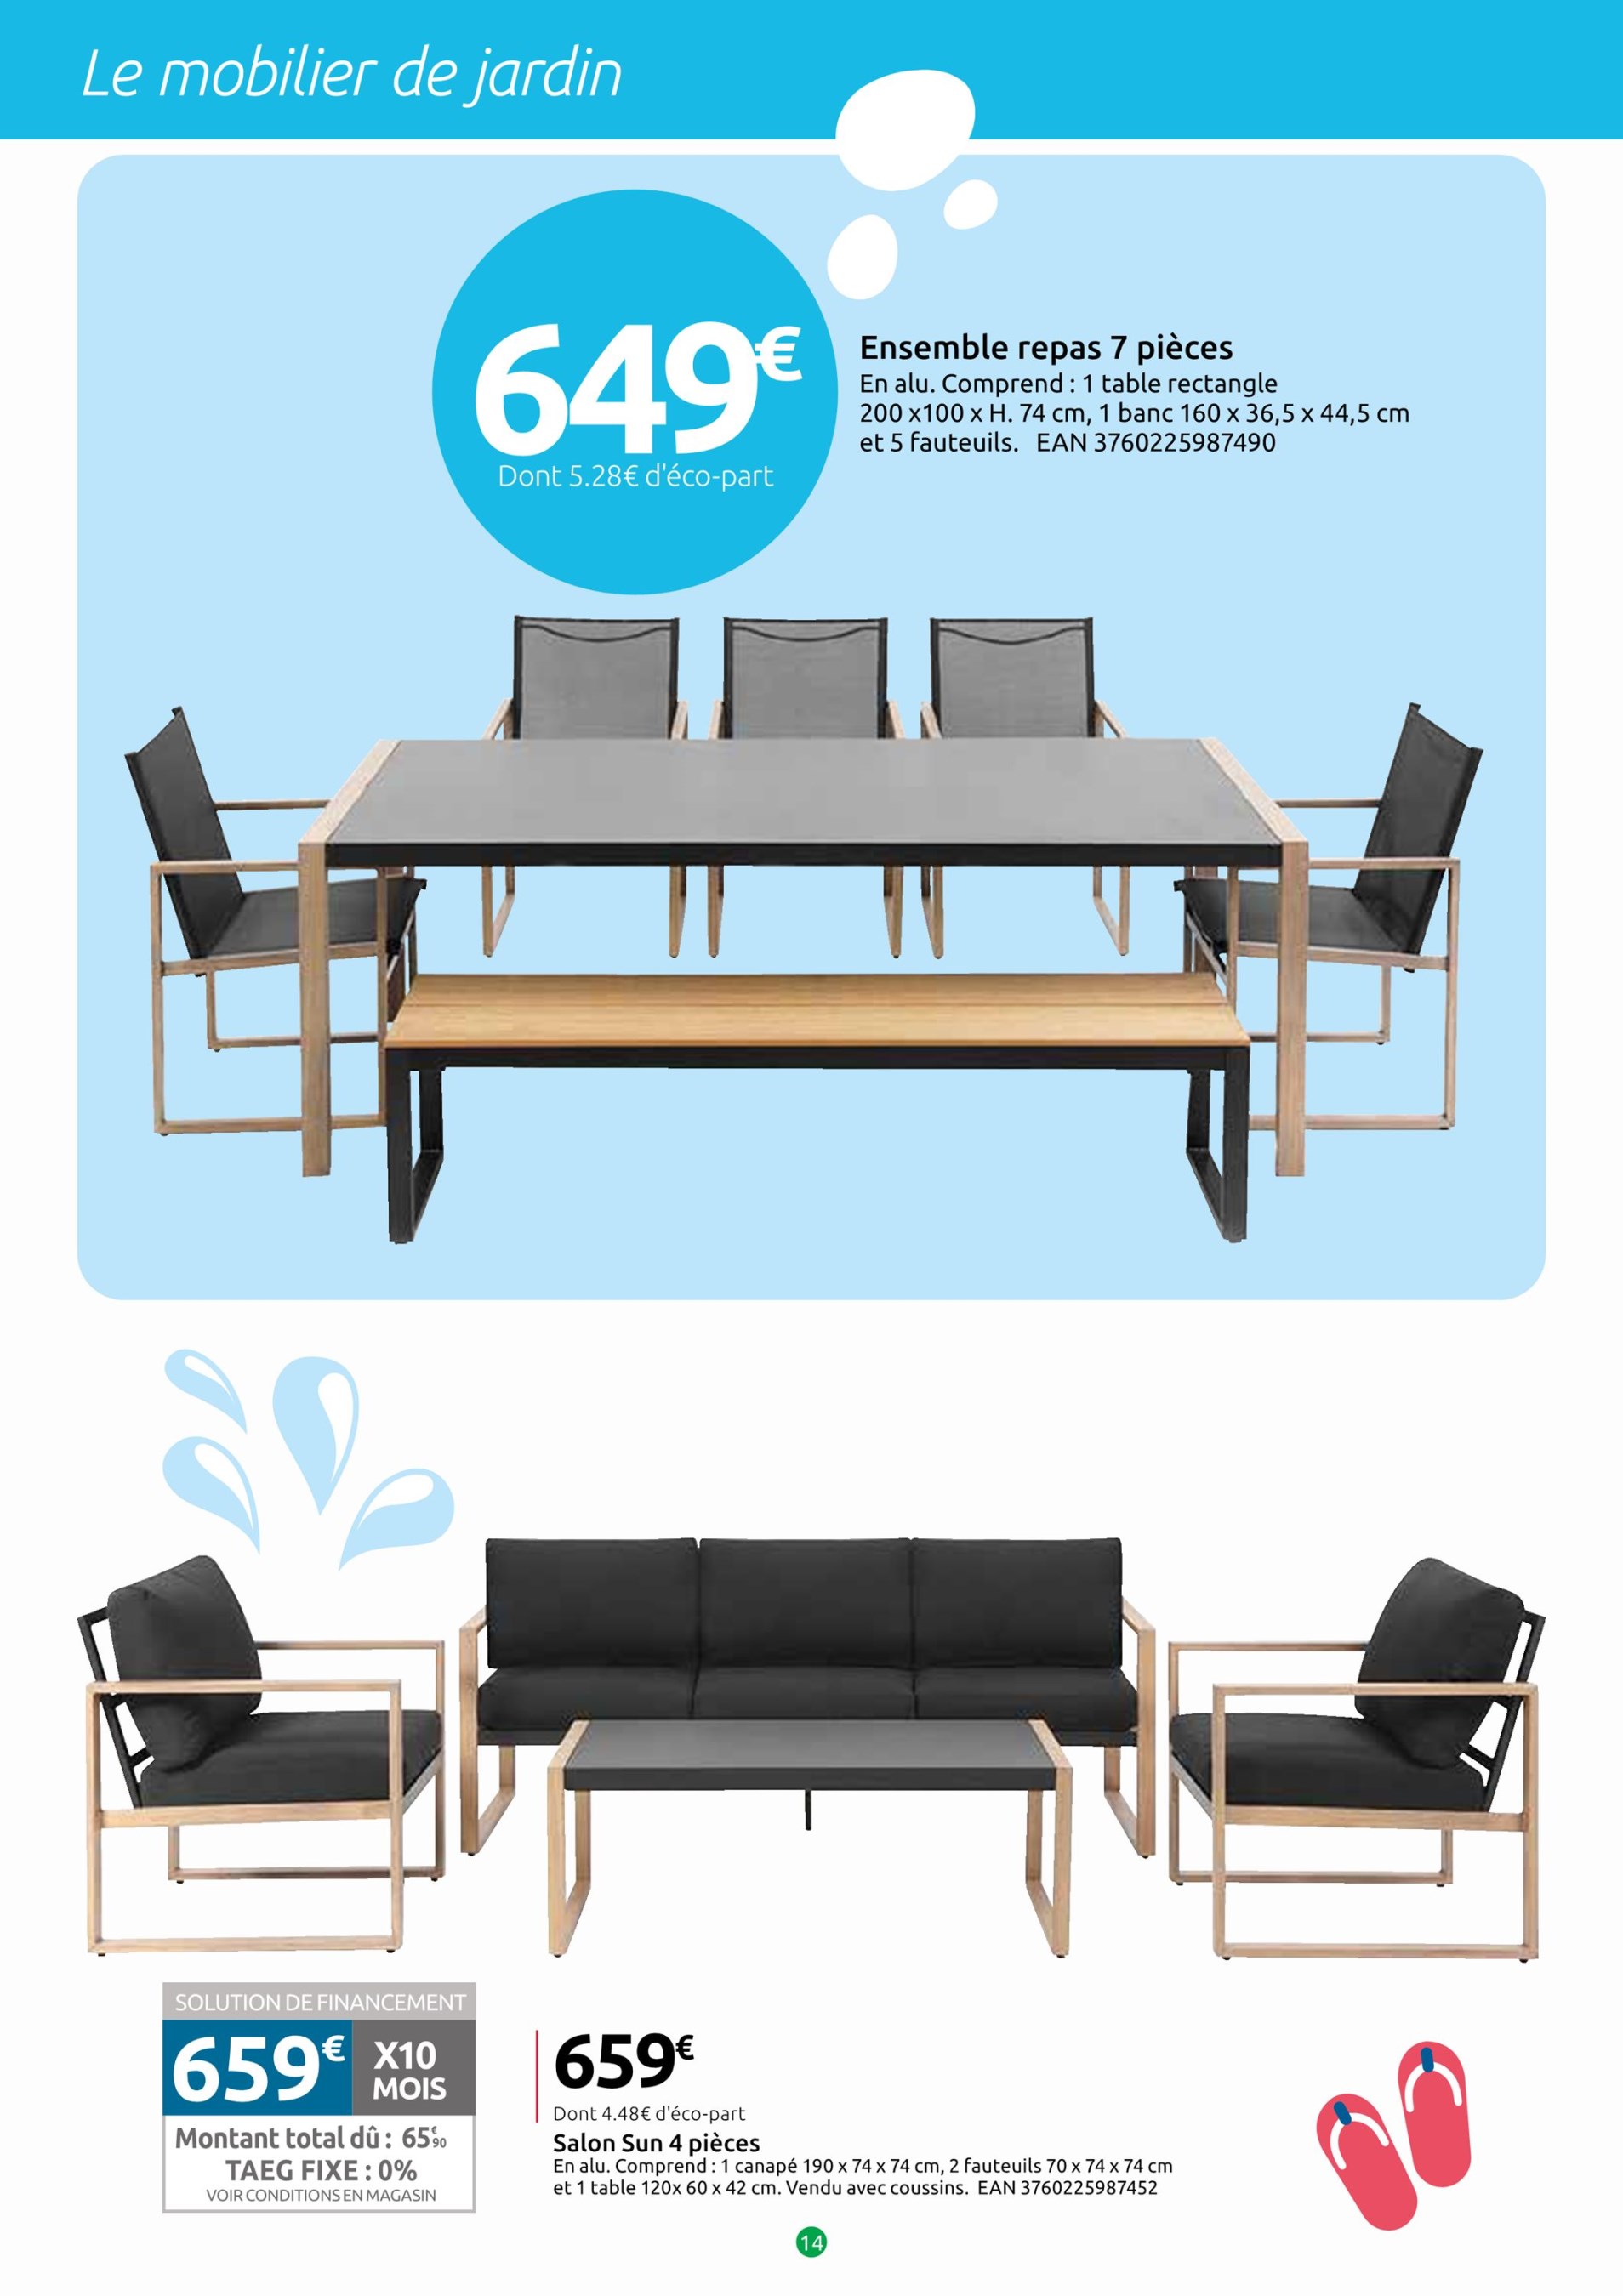 Le mobilier de jardin
649€
Dont 5.28€ d'éco-part
Ensemble repas 7 pièces
En alu. Comprend : 1 table rectangle
200 x100 x H. 74 cm, 1 banc 160 x 36,5 x 44,5 cm
et 5 fauteuils. EAN 3760225987490
SOLUTION DE FINANCEMENT
659€ X10
MOIS
Montant total dû : 65€90
TAEG FIXE : 0%
VOIR CONDITIONS EN MAGASIN
659€
Dont 4.48€ d'éco-part
Salon Sun 4 pièces
En alu. Comprend : 1 canapé 190 x 74 x 74 cm, 2 fauteuils 70 x 74 x 74 cm
et 1 table 120x 60 x 42 cm. Vendu avec coussins. EAN 3760225987452
14